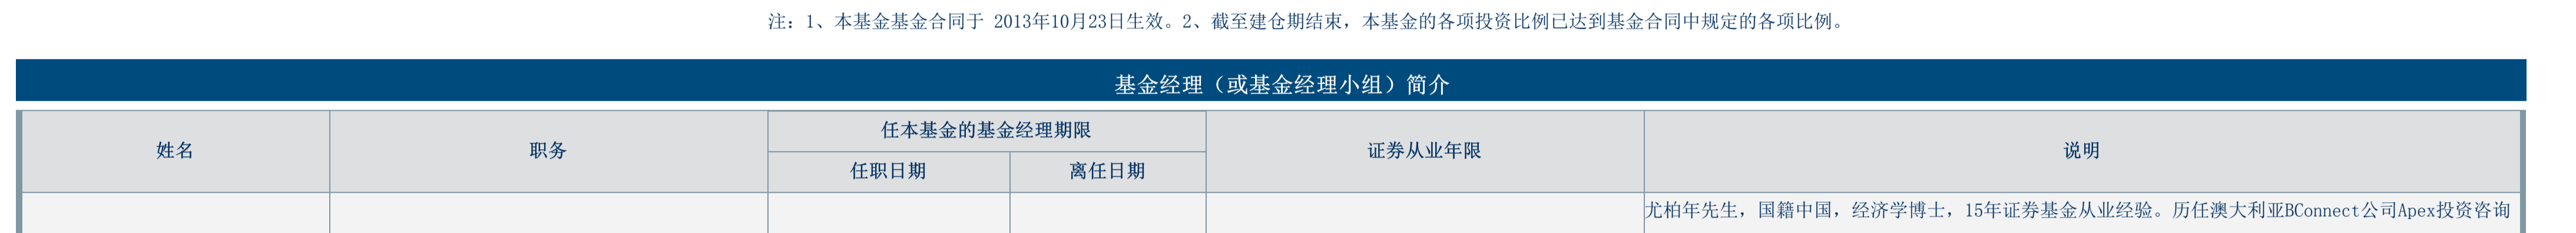 注：1、本基金基金合同于 2013年10月23日生效。2、截至建仓期结束，本基金的各项投资比例已达到基金合同中规定的各项比例。
基金经理（或基金经理小组）简介
姓名 职务 任本基金的基金经理期限 证券从业年限 说明
任职日期 离任日期
尤柏年先生，国籍中国，经济学博士，15年证券基金从业经验。历任澳大利亚BConnect公司Apex投资咨询